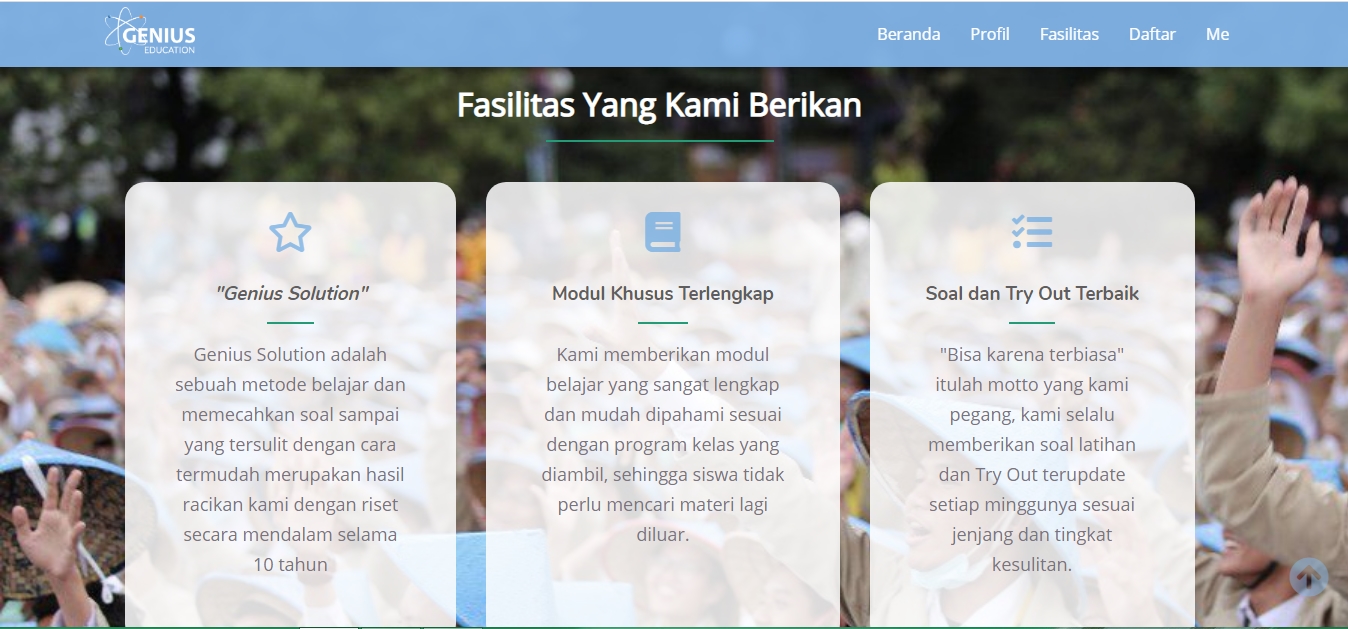 GENIUS
EDUCATION
Beranda Profil Fasilitas Daftar Me
Fasilitas Yang Kami Berikan
"Genius Solution"
Genius Solution adalah
sebuah metode belajar dan
memecahkan soal sampai
yang tersulit dengan cara
termudah merupakan hasil
racikan kami dengan riset
secara mendalam selama
10 tahun
Modul Khusus Terlengkap
Kami memberikan modul
belajar yang sangat lengkap
dan mudah dipahami sesuai
dengan program kelas yang
diambil, sehingga siswa tidak
perlu mencari materi lagi
diluar.
Soal dan Try Out Terbaik
"Bisa karena terbiasa"
itulah motto yang kami
pegang, kami selalu
memberikan soal latihan
dan Try Out terupdate
setiap minggunya sesuai
jenjang dan tingkat
kesulitan.